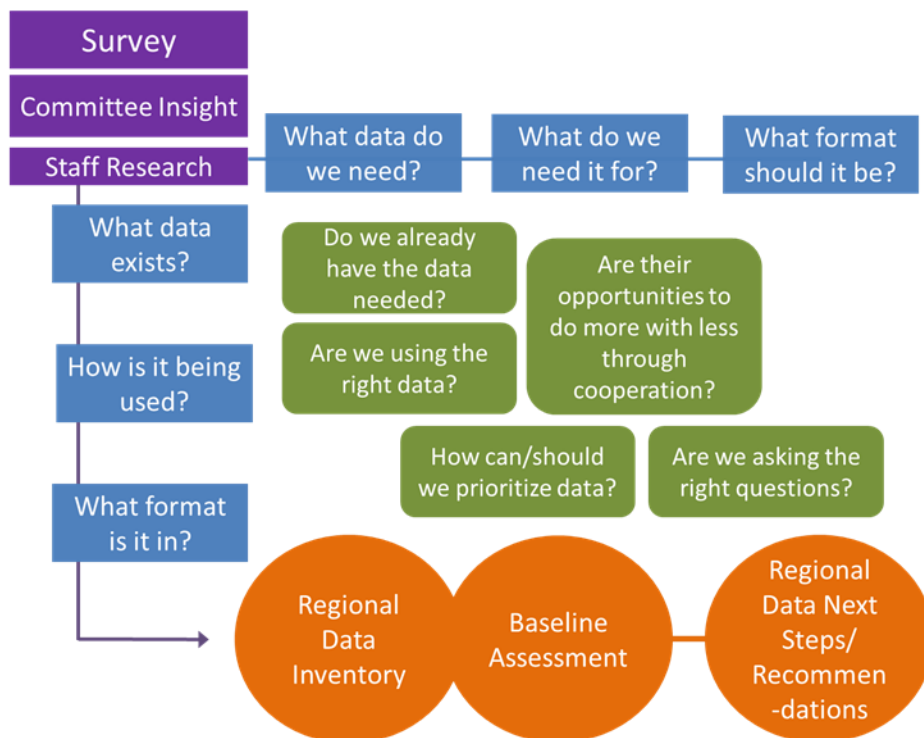 Survey
Committee Insight
Staff Research
What data do
we need?
What do we
need it for?
What format
should it be?
What data
exists?
How is it being
used?
What format
is it in?
Do we already
have the data
needed?
Are we using the
right data?
Are their
opportunities to
do more with less
through
cooperation?
How can/should
we prioritize data?
Are we asking the
right questions?
Regional
Data
Inventory
Baseline
Assessment
Regional
Data Next
Steps/
Recommen
-dations